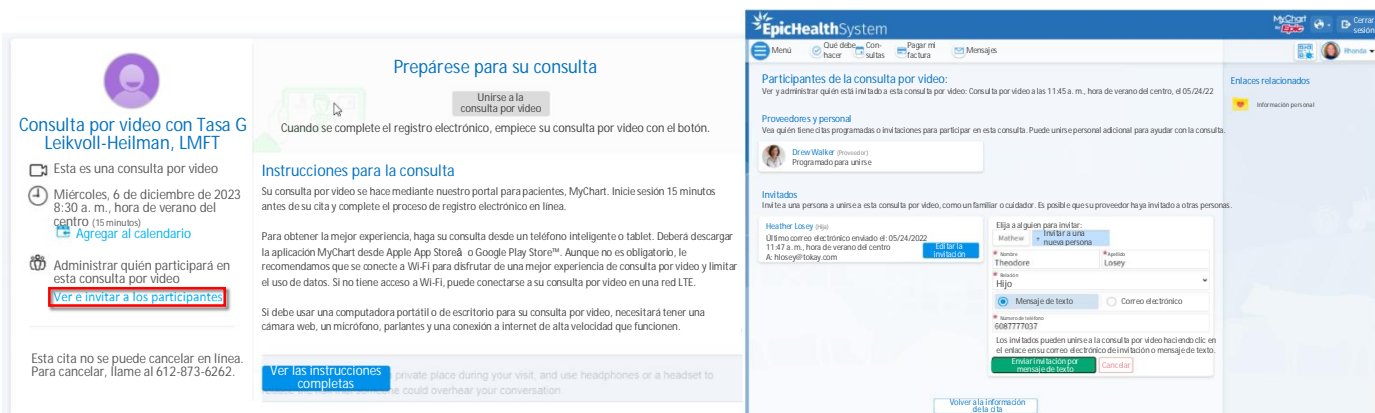 Consulta por video con Tasa G
Leikvoll-Heilman, LMFT
Esta es una consulta por video
Miércoles, 6 de diciembre de 2023
8:30 a. m., hora de verano del
centro (15 minutos)
Agregar al calendario
Administrar quién participará en
esta consulta por video
Ver e invitar a los participantes
Esta cita no se puede cancelar en línea.
Para cancelar, llame al 612-873-6262.
Prepárese para su consulta
Unirse a la
consulta por video
Cuando se complete el registro electrónico, empiece su consulta por video con el botón.
Instrucciones para la consulta
Su consulta por video se hace mediante nuestro portal para pacientes, MyChart. Inicie sesión 15 minutos
antes de su cita y complete el proceso de registro electrónico en línea.
Para obtener la mejor experiencia, haga su consulta desde un teléfono inteligente o tablet. Deberá descargar
la aplicación MyChart desde Apple App Storeâ o Google Play Store™. Aunque no es obligatorio, le
recomendamos que se conecte a Wi-Fi para disfrutar de una mejor experiencia de consulta por video y limitar
el uso de datos. Si no tiene acceso a Wi-Fi, puede conectarse a su consulta por video en una red LTE.
Si debe usar una computadora portátil o de escritorio para su consulta por video, necesitará tener una
cámara web, un micrófono, parlantes y una conexión a internet de alta velocidad que funcionen.
Ver las instrucciones
completas
private place during your visit, and use headphones or a headset to
could overhear your conversation.
EpicHealthSystem
MyChart
by Epic
Cerrar
sesión
Menú
Qué debe
hacer
Con-
sultas
Pagar mi
factura
Mensajes
Rhonda
Participantes de la consulta por video:
Ver y administrar quién está invitado a esta consulta por video: Consulta por video a las 11:45 a. m., hora de verano del centro, el 05/24/22
Proveedores y personal
Vea quién tiene citas programadas o invitaciones para participar en esta consulta. Puede unirse personal adicional para ayudar con la consulta.
Drew Walker (Proveedor)
Programado para unirse
Invitados
Invite a una persona a unirse a esta consulta por video, como un familiar o cuidador. Es posible que su proveedor haya invitado a otras personas.
Heather Losey (Hija)
Último correo electrónico enviado el: 05/24/2022
11:47 a. m., hora de verano del centro
A: hlosey@tokay.com
Editar la
invitación
Elija a alguien para invitar:
Mathew
+ Invitar a una
nueva persona
* Nombre
Theodore
* Apellido
Losey
* Relación
Hijo
Mensaje de texto
Correo electrónico
* Número de teléfono
6087777037
Los invitados pueden unirse a la consulta por video haciendo clic en
el enlace en su correo electrónico de invitación o mensaje de texto.
Enviar invitación por
mensaje de texto
Cancelar
Volver a la información
de la cita
Enlaces relacionados
Información personal